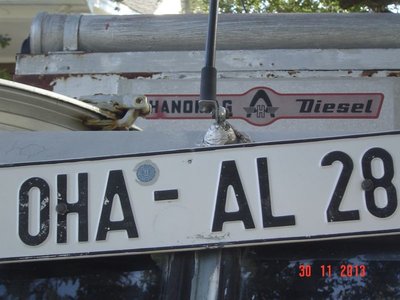 HANOMAG Diesel
OHA - AL 28
30 11 2013